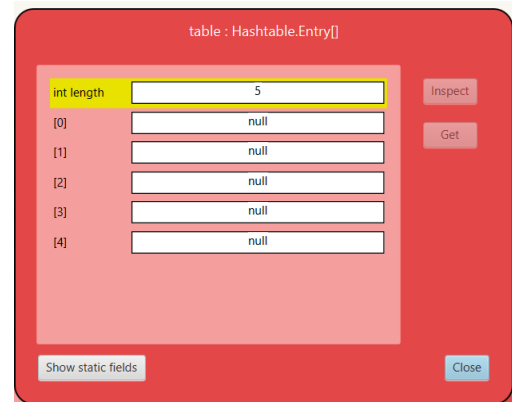 table : Hashtable.Entry[]
int length 5
Inspect
[0] null
Get
[1] null
[2] null
[3] null
[4] null
Show static fields
Close